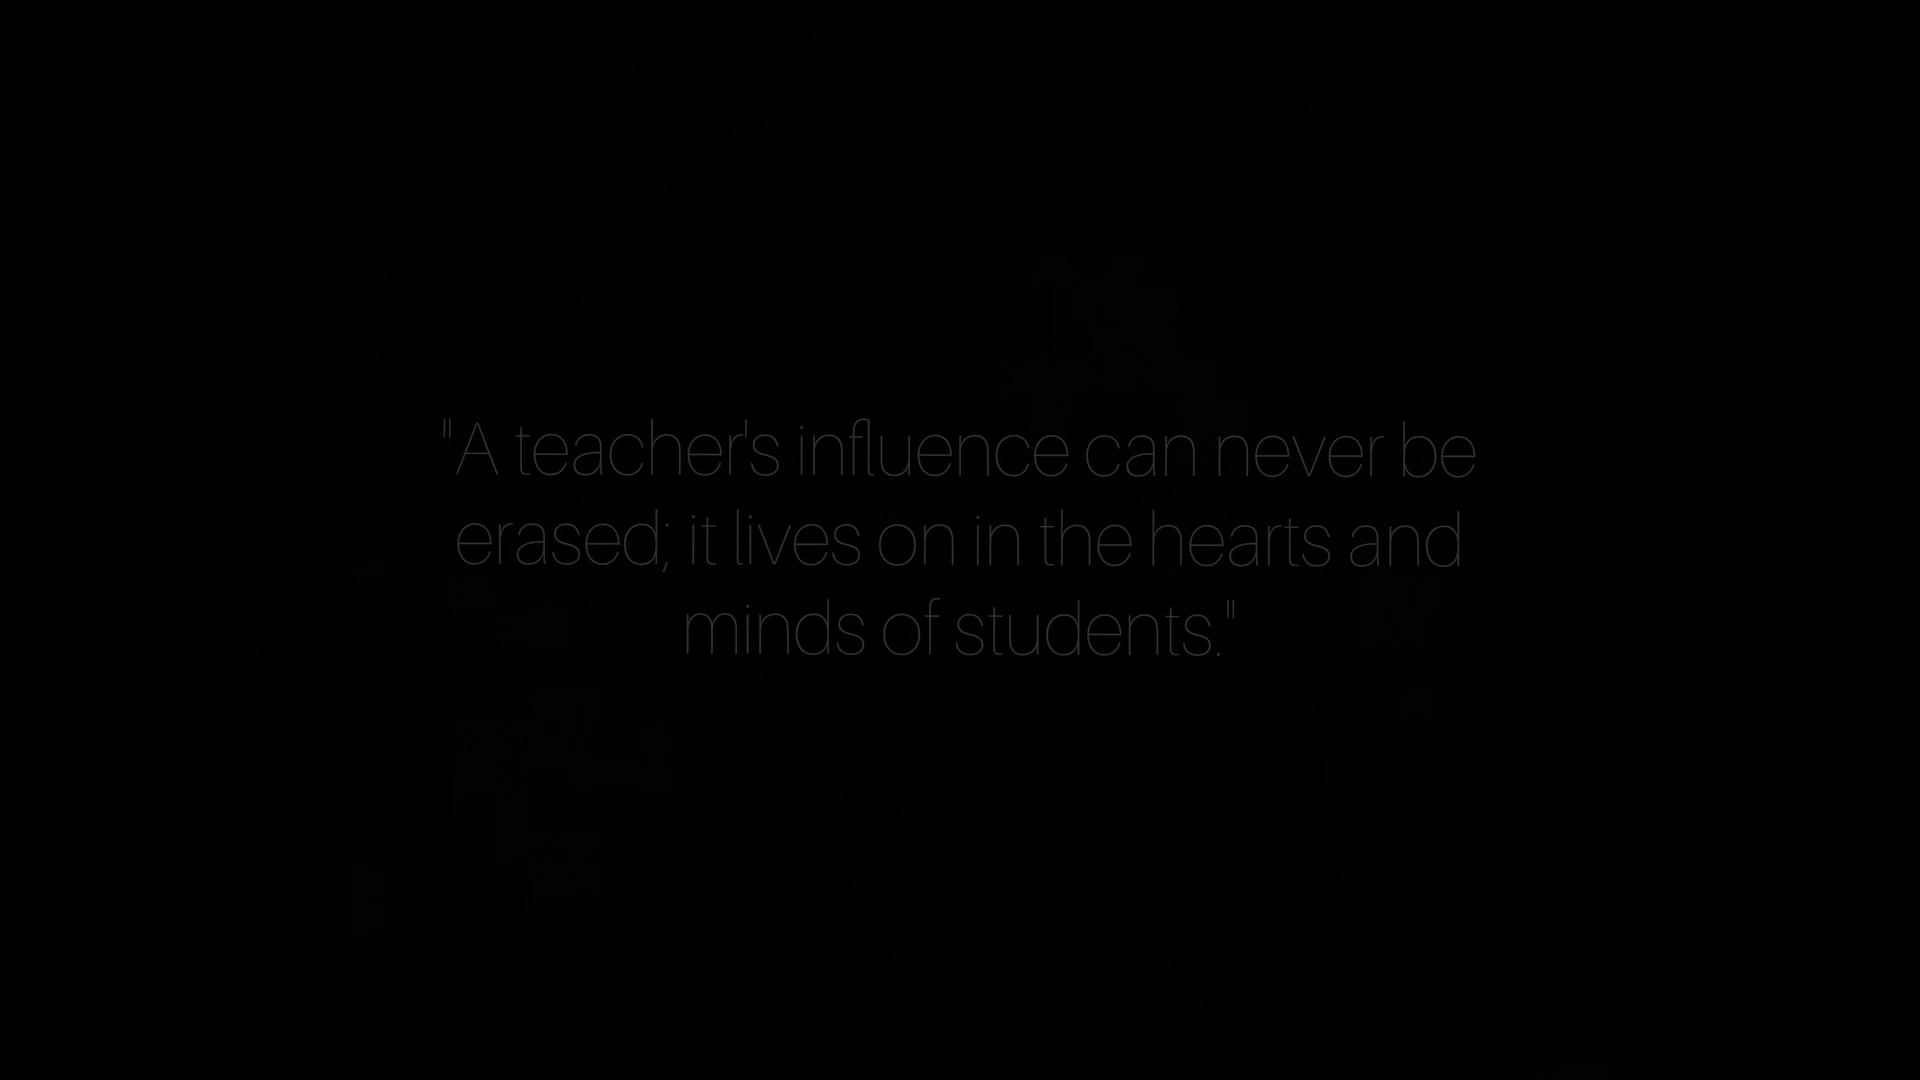 "A teacher's influence can never be
erased; it lives on in the hearts and
minds of students."